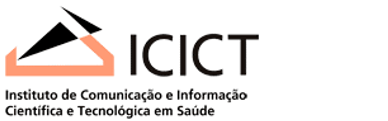 ICICT
Instituto de Comunicação e Informação
Científica e Tecnológica em Saúde